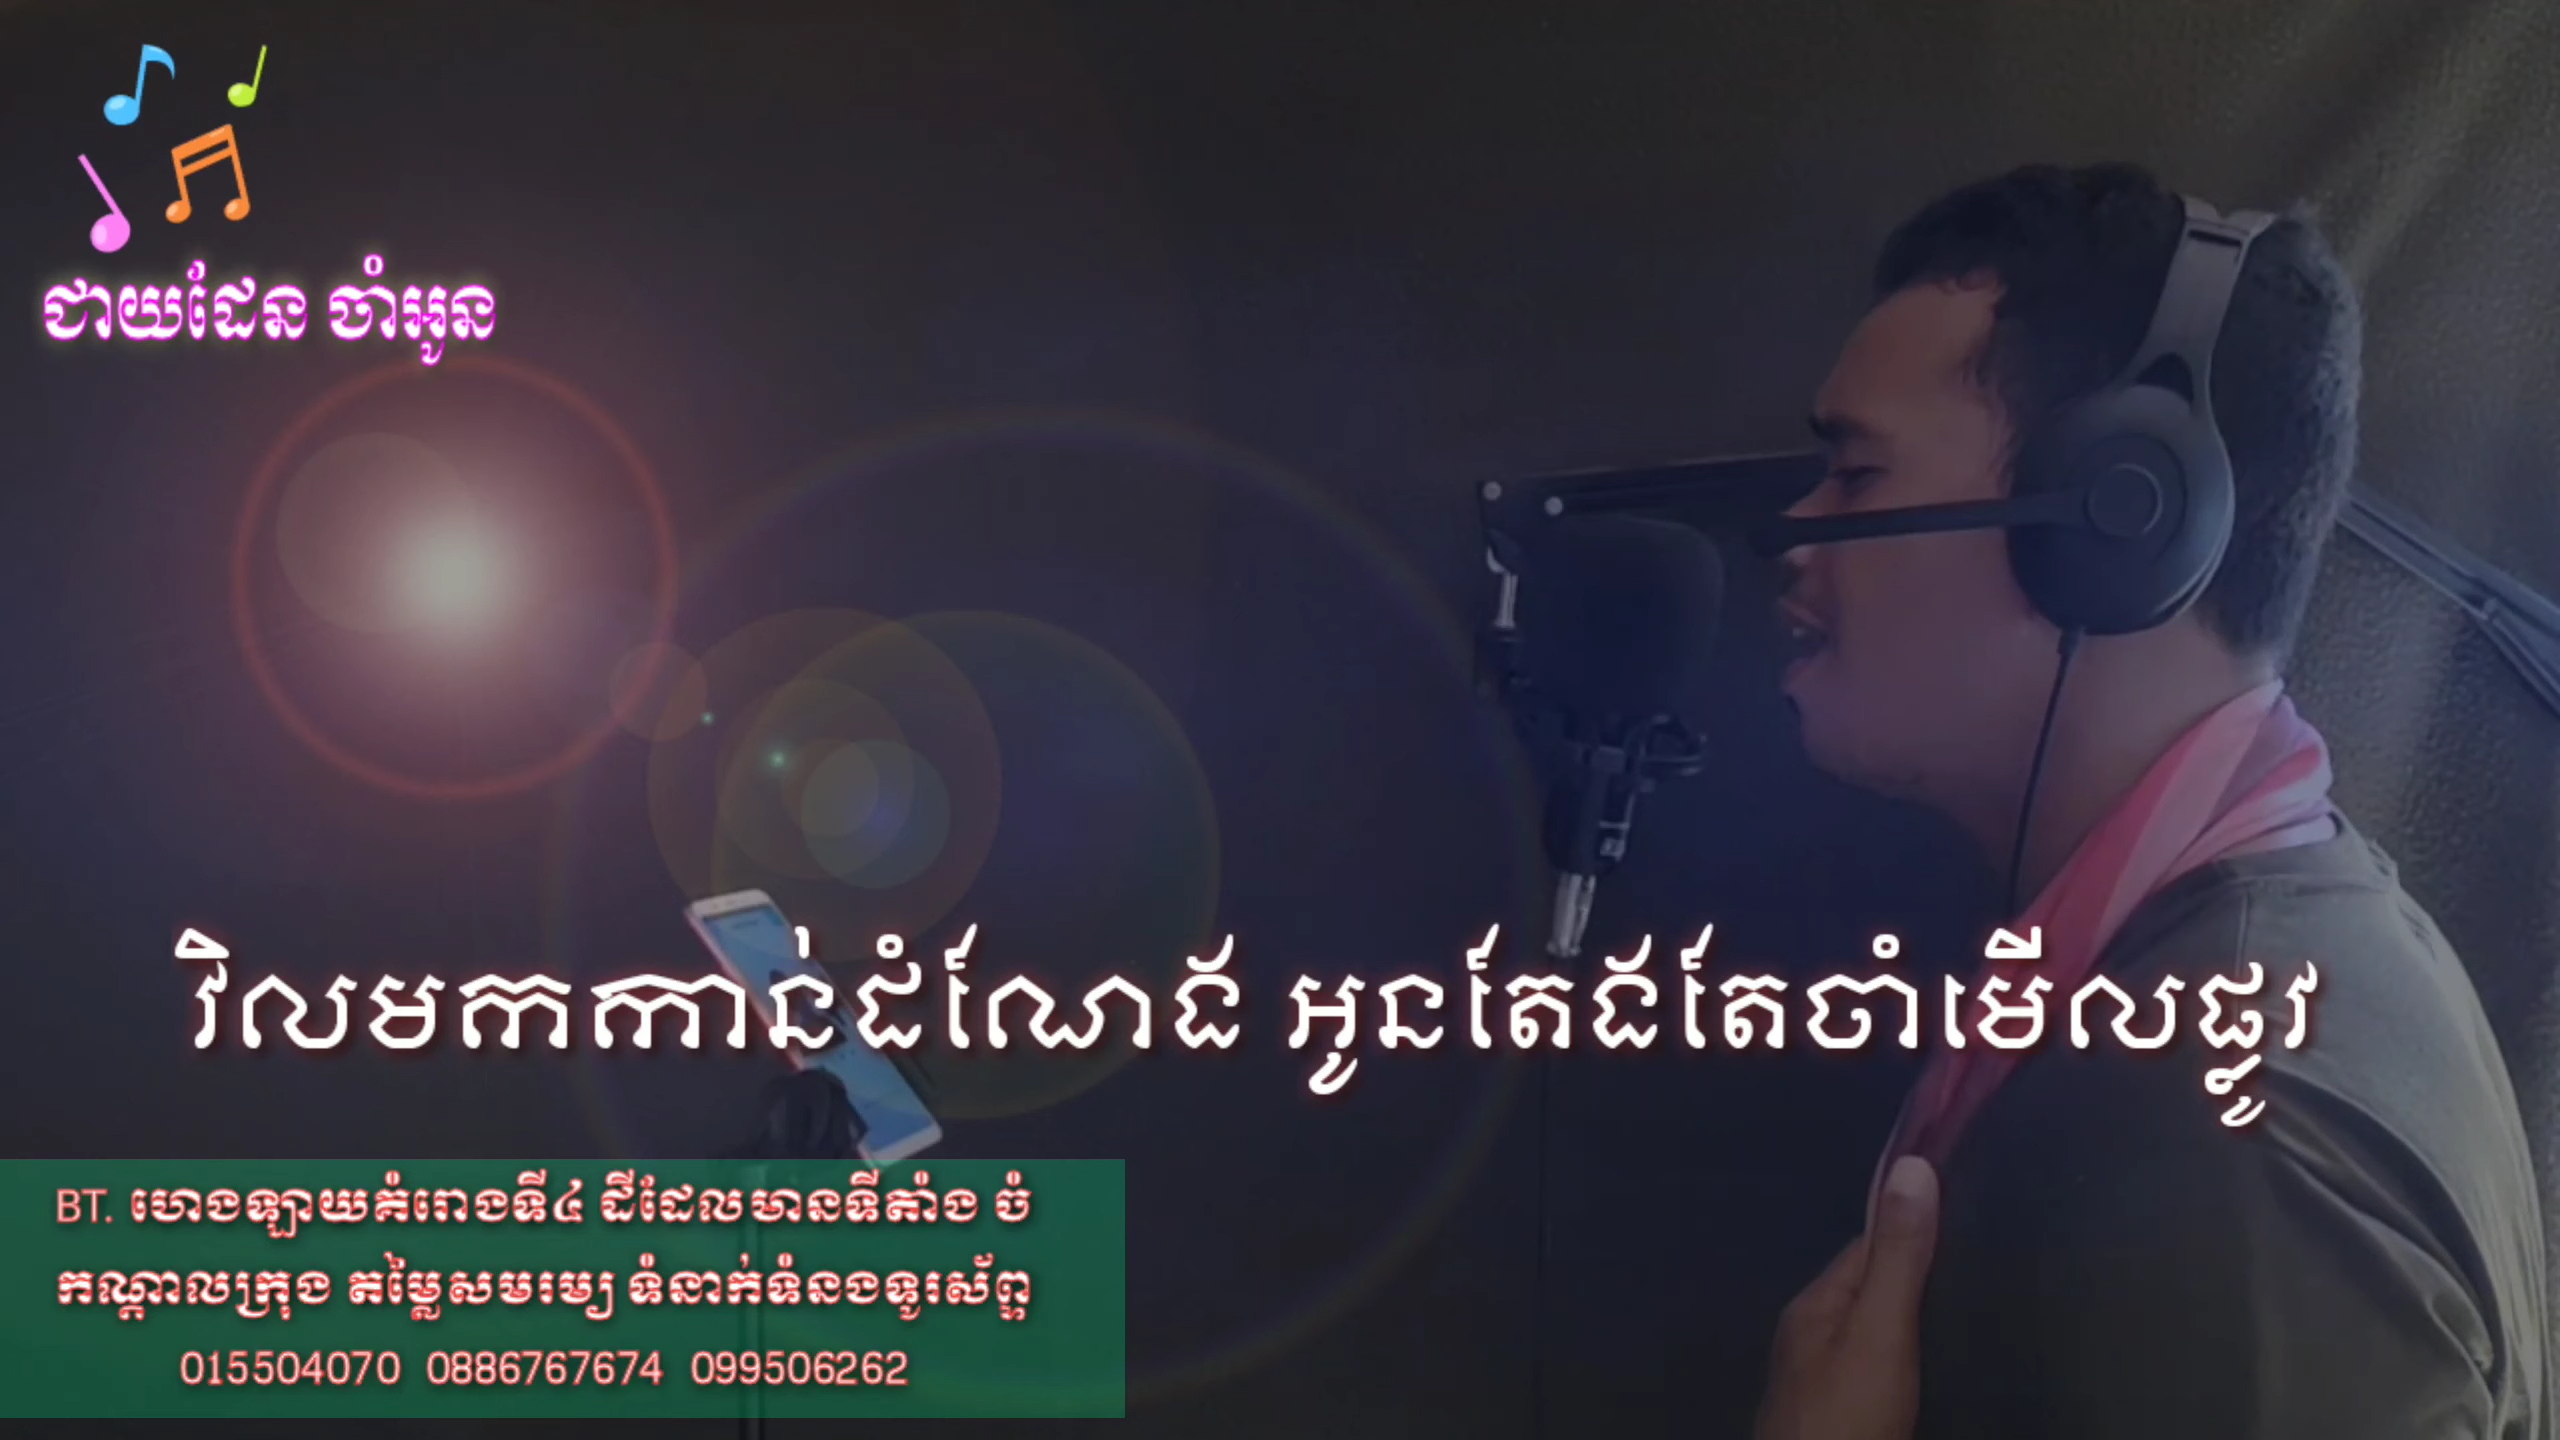 ជាយដែន ចាំអូន
វិលមកកាន់ដំណែង អូនតែងតែចាំមើលផ្លូវ
BT. ហេងឡាយគំរោងទី៤ ដីដែលមានទីតាំង ចំ
កណ្តាលក្រុង តម្លៃសមរម្យ ទំនាក់ទំនងទូរស័ព្ទ
015504070 0886767674 099506262